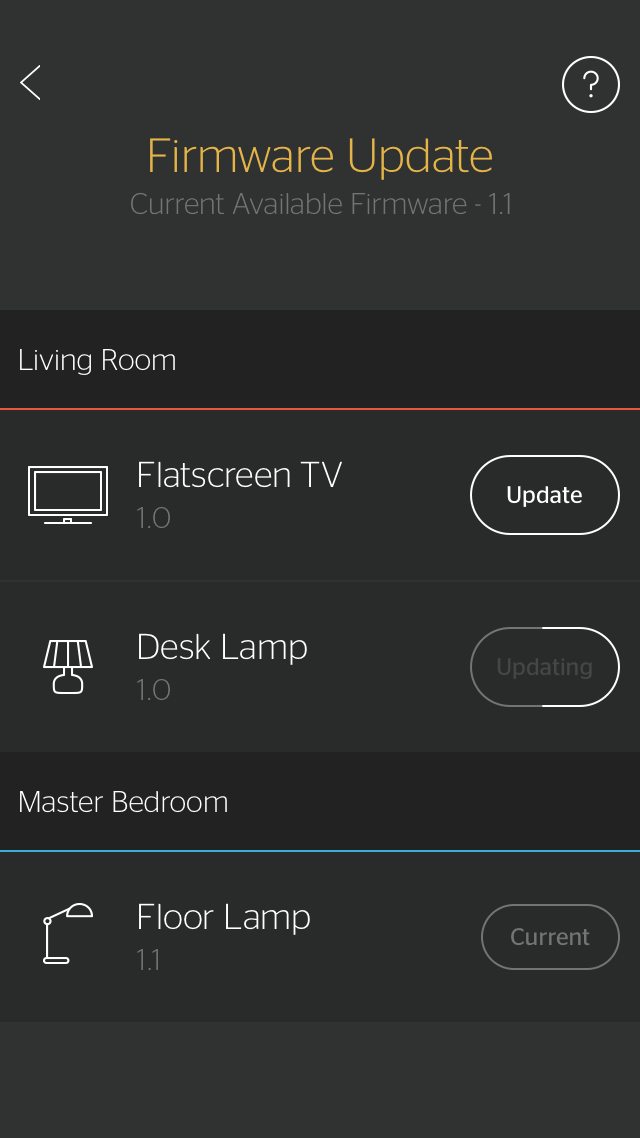 ?
Firmware Update
Current Available Firmware - 1.1
Living Room
Flatscreen TV
1.0
Update
Desk Lamp
1.0
Updating
Master Bedroom
Floor Lamp
1.1
Current